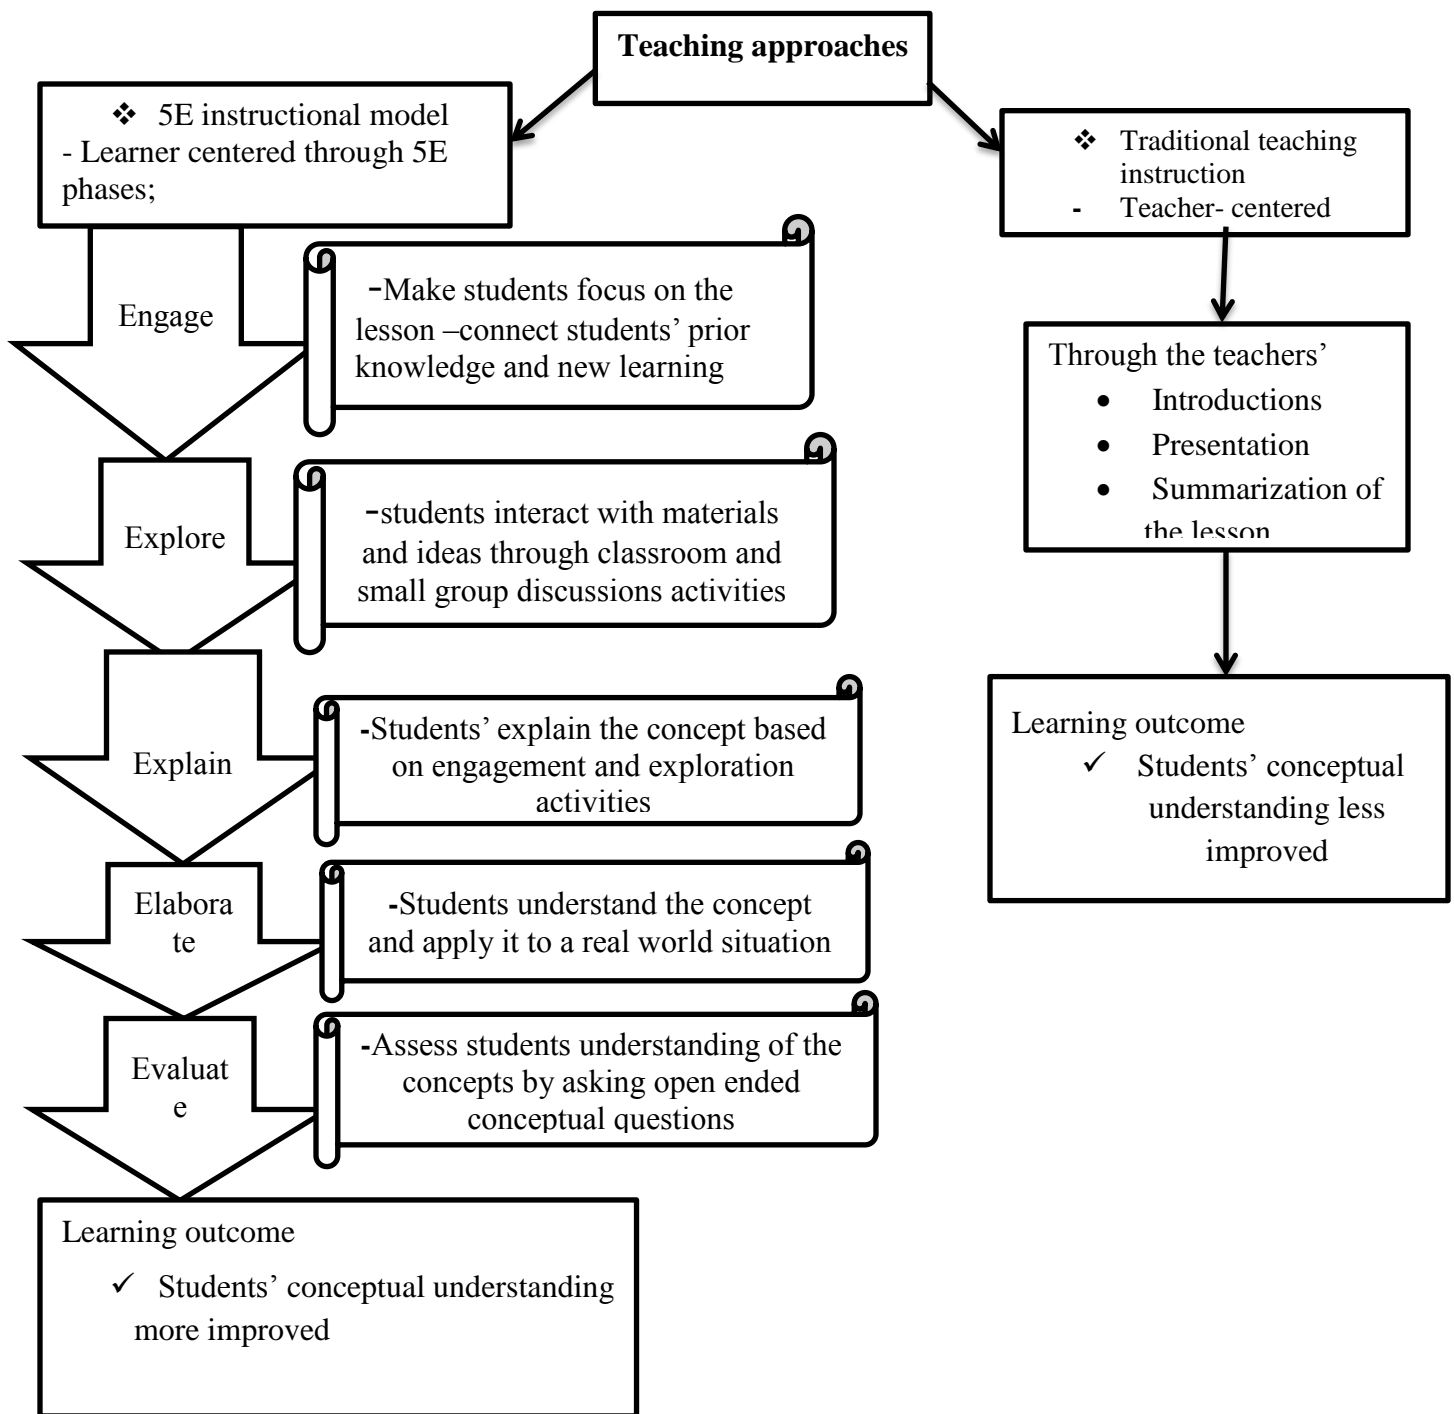 Teaching approaches
❖ 5E instructional model
- Learner centered through 5E
phases;
❖ Traditional teaching
instruction
- Teacher- centered
Engage
-Make students focus on the
lesson –connect students’ prior
knowledge and new learning
Explore
-students interact with materials
and ideas through classroom and
small group discussions activities
Explain
-Students’ explain the concept based
on engagement and exploration
activities
Elabora
te
-Students understand the concept
and apply it to a real world situation
Evaluat
e
-Assess students understanding of the
concepts by asking open ended
conceptual questions
Learning outcome
✓ Students’ conceptual understanding
more improved
Through the teachers’
• Introductions
• Presentation
• Summarization of
the lesson
Learning outcome
✓ Students’ conceptual
understanding less
improved